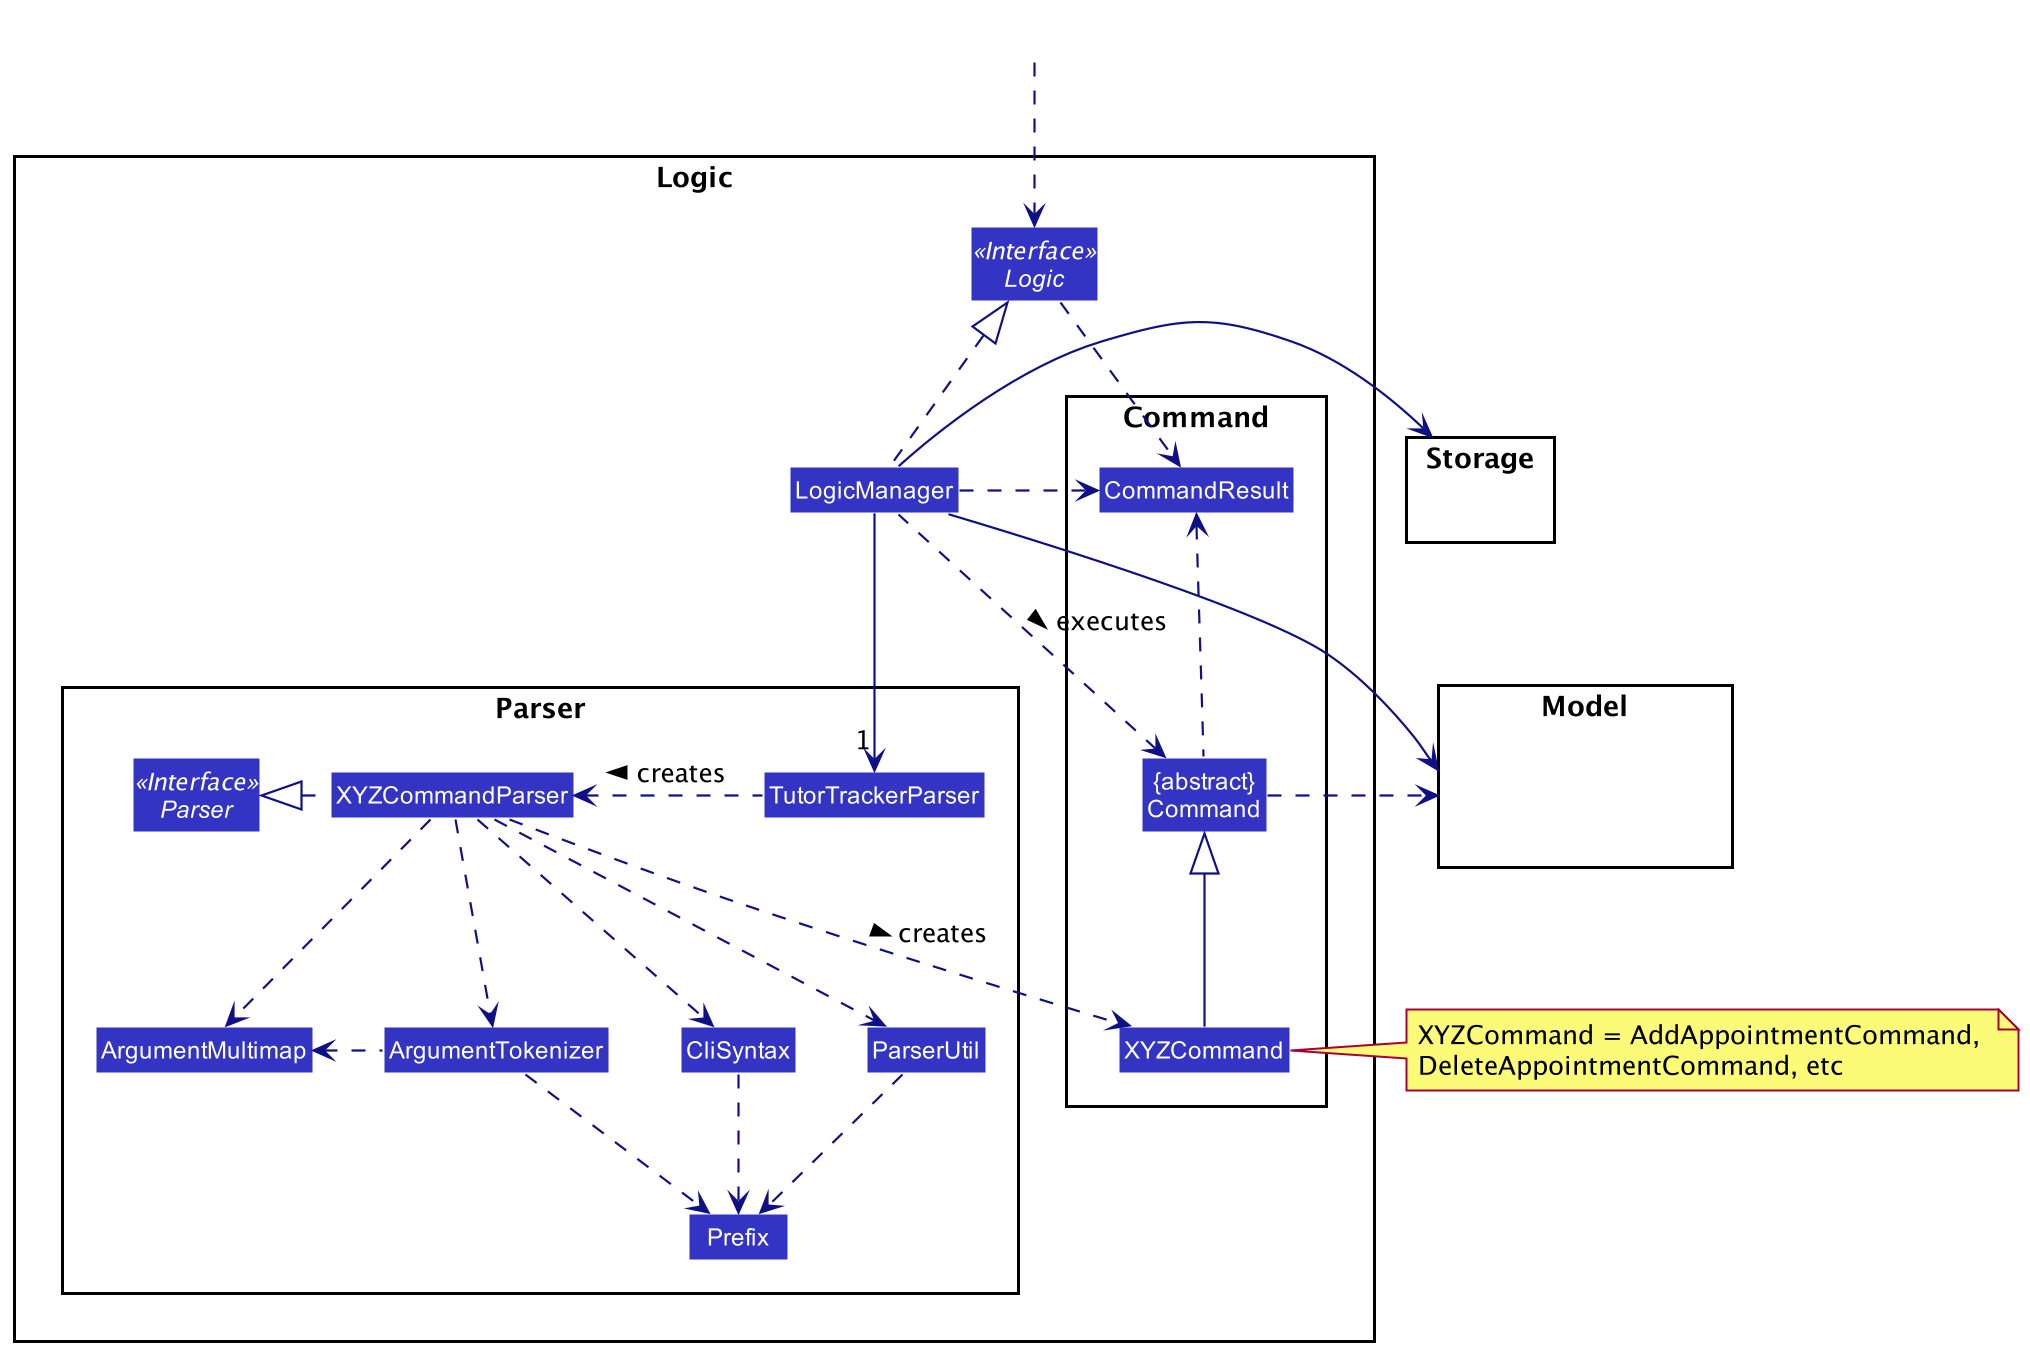 Logic
«Interface»
Logic
Command
Storage
LogicManager
CommandResult
executes
Parser
Model
1
«Interface»
Parser
creates
XYZCommandParser
TutorTrackerParser
{abstract}
Command
creates
ArgumentMultimap
ArgumentTokenizer
CliSyntax
ParserUtil
XYZCommand
XYZCommand = AddAppointmentCommand,
DeleteAppointmentCommand, etc
Prefix